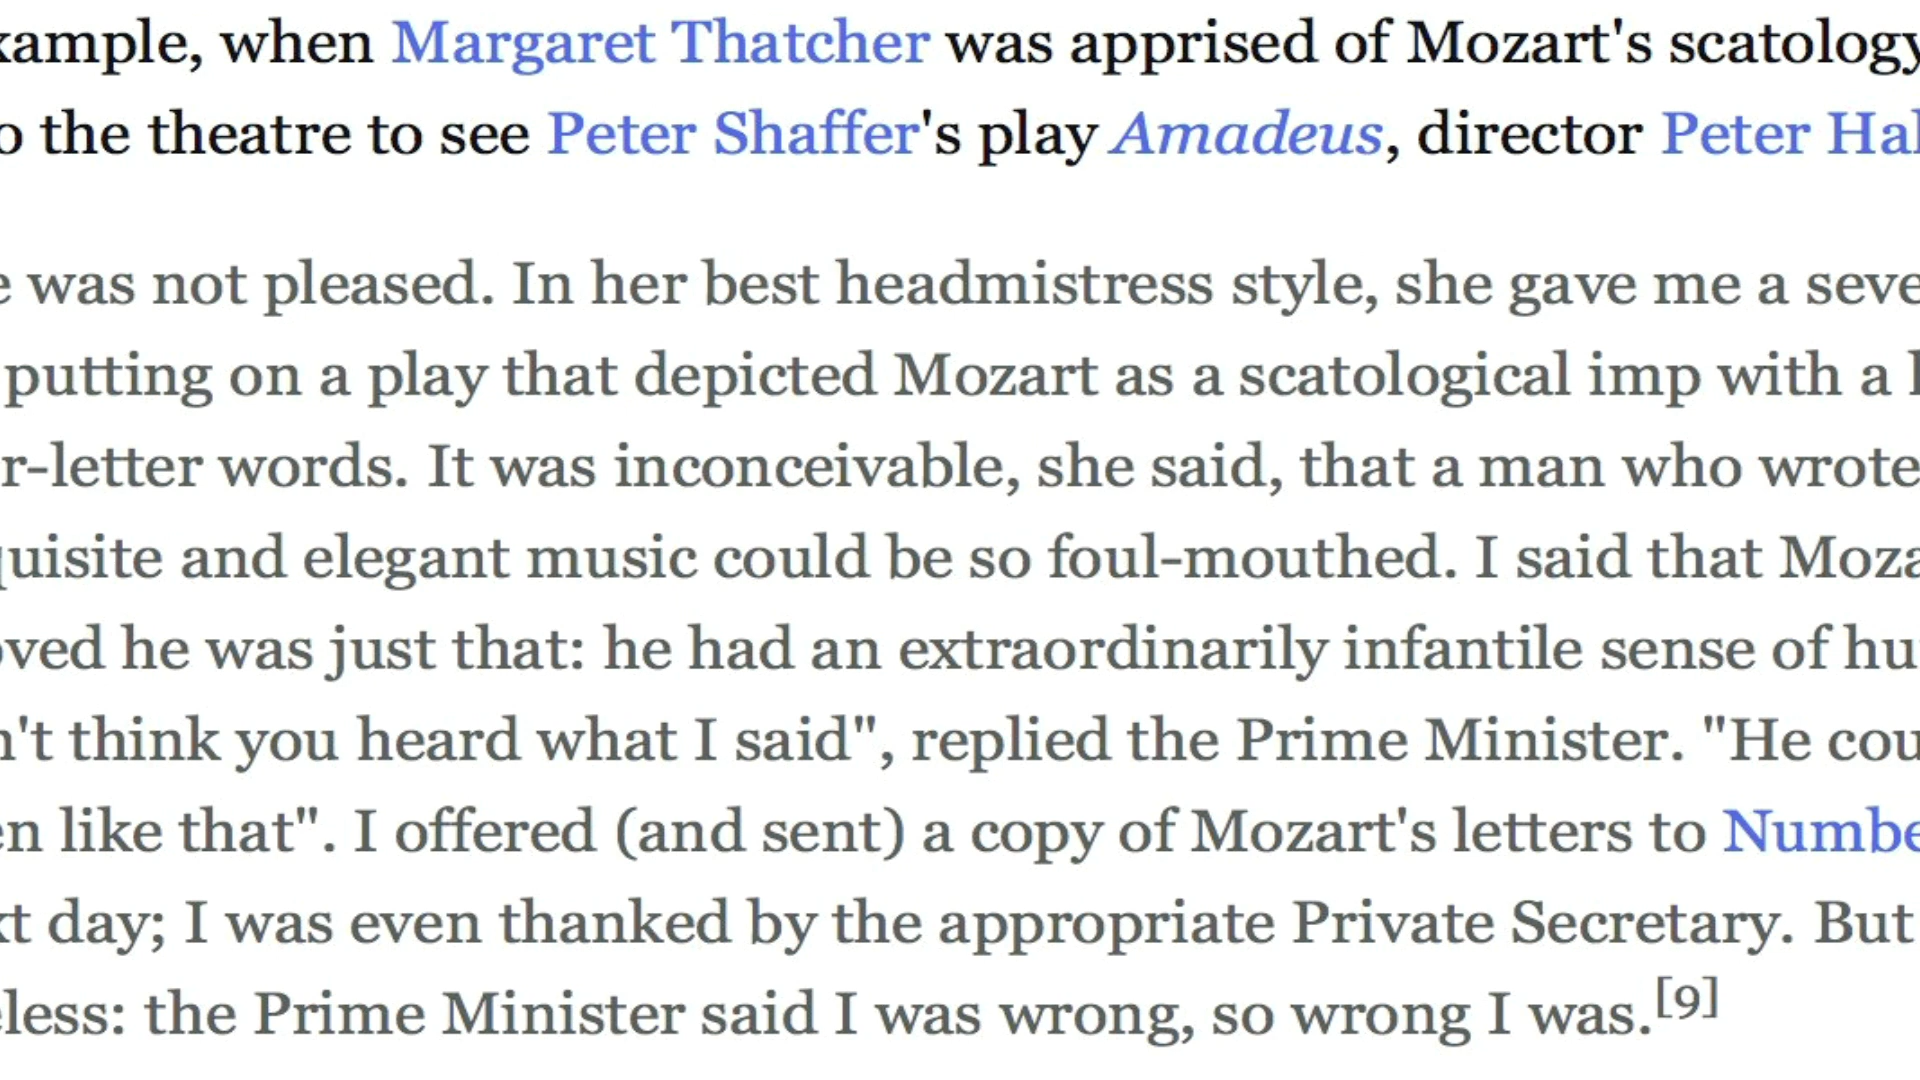 xample, when Margaret Thatcher was apprised of Mozart's scatology
o the theatre to see Peter Shaffer's play Amadeus, director Peter Hal
e was not pleased. In her best headmistress style, she gave me a seve
putting on a play that depicted Mozart as a scatological imp with a l
r-letter words. It was inconceivable, she said, that a man who wrote
quisite and elegant music could be so foul-mouthed. I said that Moza
oved he was just that: he had an extraordinarily infantile sense of hu
n't think you heard what I said", replied the Prime Minister. "He cou
en like that". I offered (and sent) a copy of Mozart's letters to Numbe
xt day; I was even thanked by the appropriate Private Secretary. But
eless: the Prime Minister said I was wrong, so wrong I was.[9]